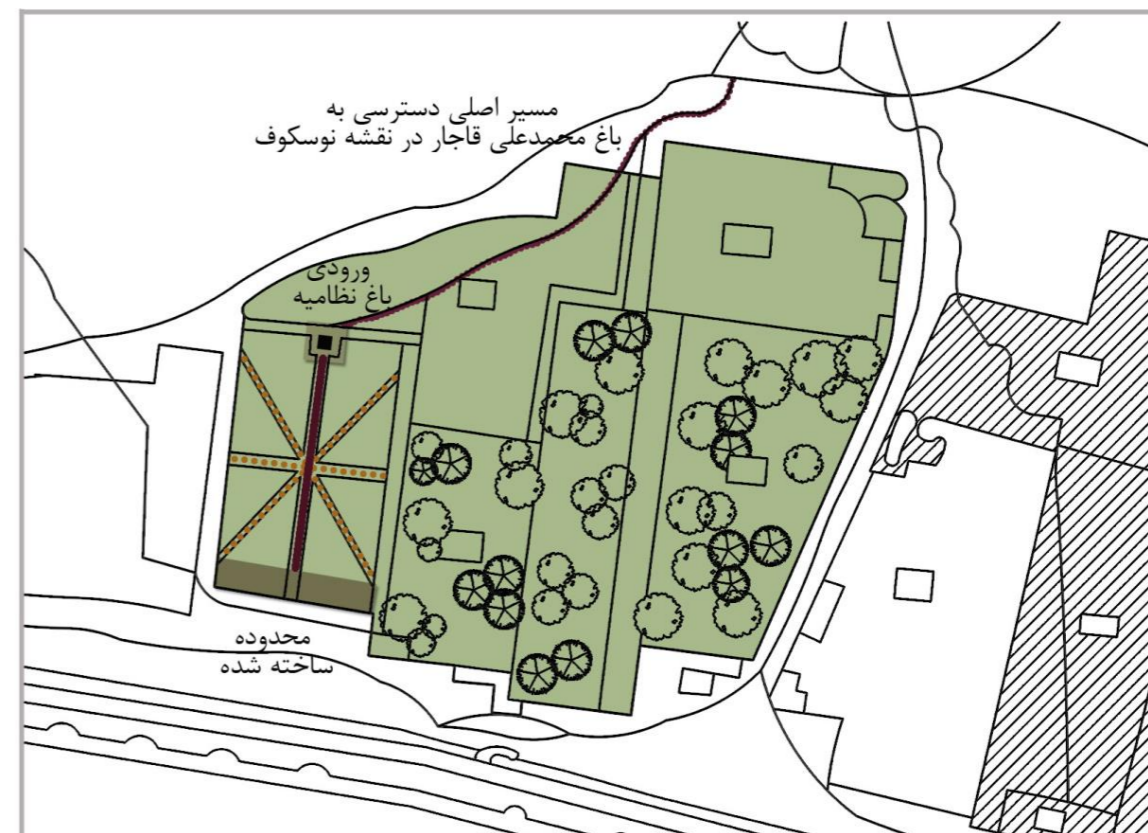 مسیر اصلی دسترسی به
باغ محمدعلی قاجار در نقشه نوسکوف
ورودی
باغ نظامیه
محدوده
ساخته شده